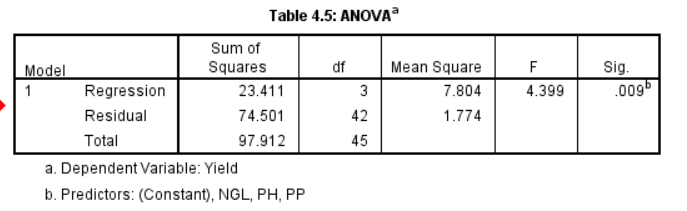 Table 4.5: ANOVAa
Model Sum of Squares df Mean Square F Sig.
1 Regression 23.411 3 7.804 4.399 .009b
Residual 74.501 42 1.774
Total 97.912 45
a. Dependent Variable: Yield
b. Predictors: (Constant), NGL, PH, PP